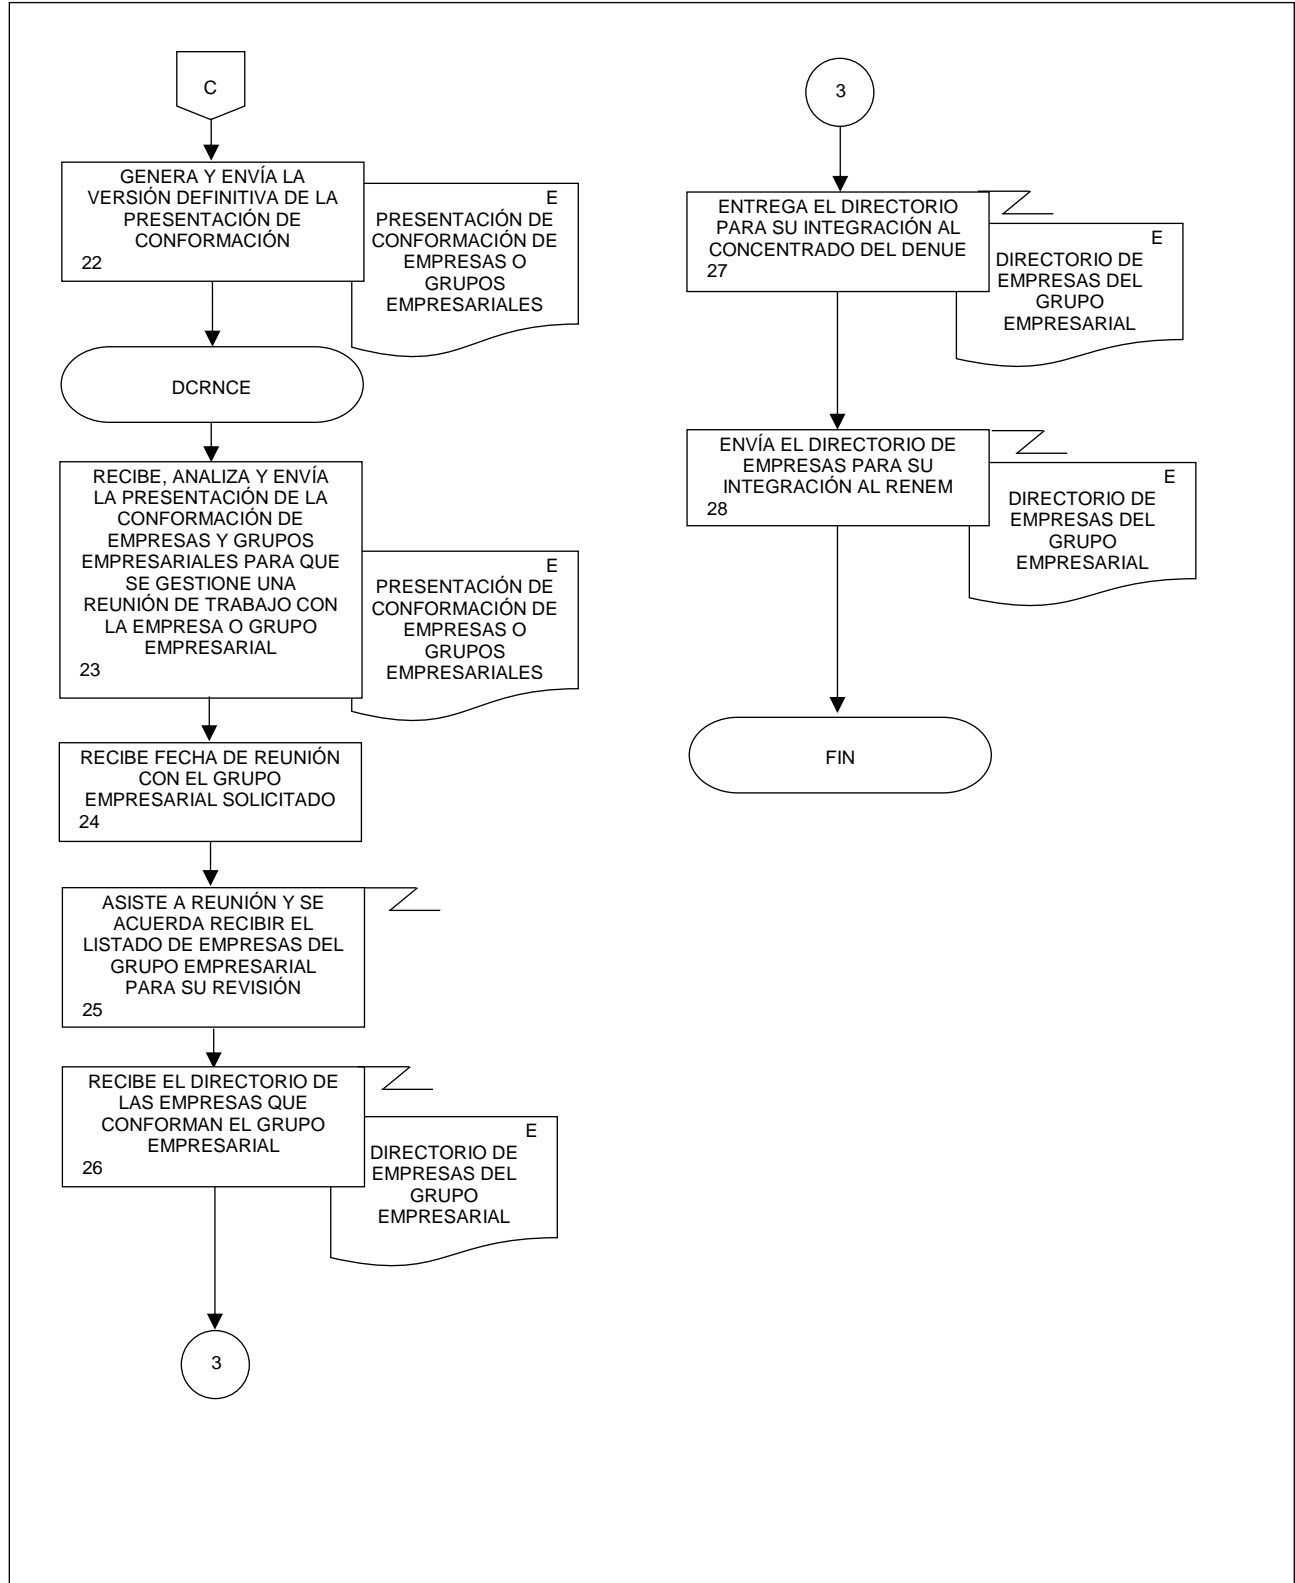 C
GENERA Y ENVÍA LA
VERSIÓN DEFINITIVA DE LA
PRESENTACIÓN DE
CONFORMACIÓN
22
E
PRESENTACIÓN DE
CONFORMACIÓN DE
EMPRESAS O
GRUPOS
EMPRESARIALES
DCRNCE
RECIBE, ANALIZA Y ENVÍA
LA PRESENTACIÓN DE LA
CONFORMACIÓN DE
EMPRESAS Y GRUPOS
EMPRESARIALES PARA QUE
SE GESTIONE UNA
REUNIÓN DE TRABAJO CON
LA EMPRESA O GRUPO
EMPRESARIAL
23
E
PRESENTACIÓN DE
CONFORMACIÓN DE
EMPRESAS O
GRUPOS
EMPRESARIALES
RECIBE FECHA DE REUNIÓN
CON EL GRUPO
EMPRESARIAL SOLICITADO
24
ASISTE A REUNIÓN Y SE
ACUERDA RECIBIR EL
LISTADO DE EMPRESAS DEL
GRUPO EMPRESARIAL
PARA SU REVISIÓN
25
RECIBE EL DIRECTORIO DE
LAS EMPRESAS QUE
CONFORMAN EL GRUPO
EMPRESARIAL
26
E
DIRECTORIO DE
EMPRESAS DEL
GRUPO
EMPRESARIAL
3
3
ENTREGA EL DIRECTORIO
PARA SU INTEGRACIÓN AL
CONCENTRADO DEL DENUE
27
E
DIRECTORIO DE
EMPRESAS DEL
GRUPO
EMPRESARIAL
ENVÍA EL DIRECTORIO DE
EMPRESAS PARA SU
INTEGRACIÓN AL RENEM
28
E
DIRECTORIO DE
EMPRESAS DEL
GRUPO
EMPRESARIAL
FIN